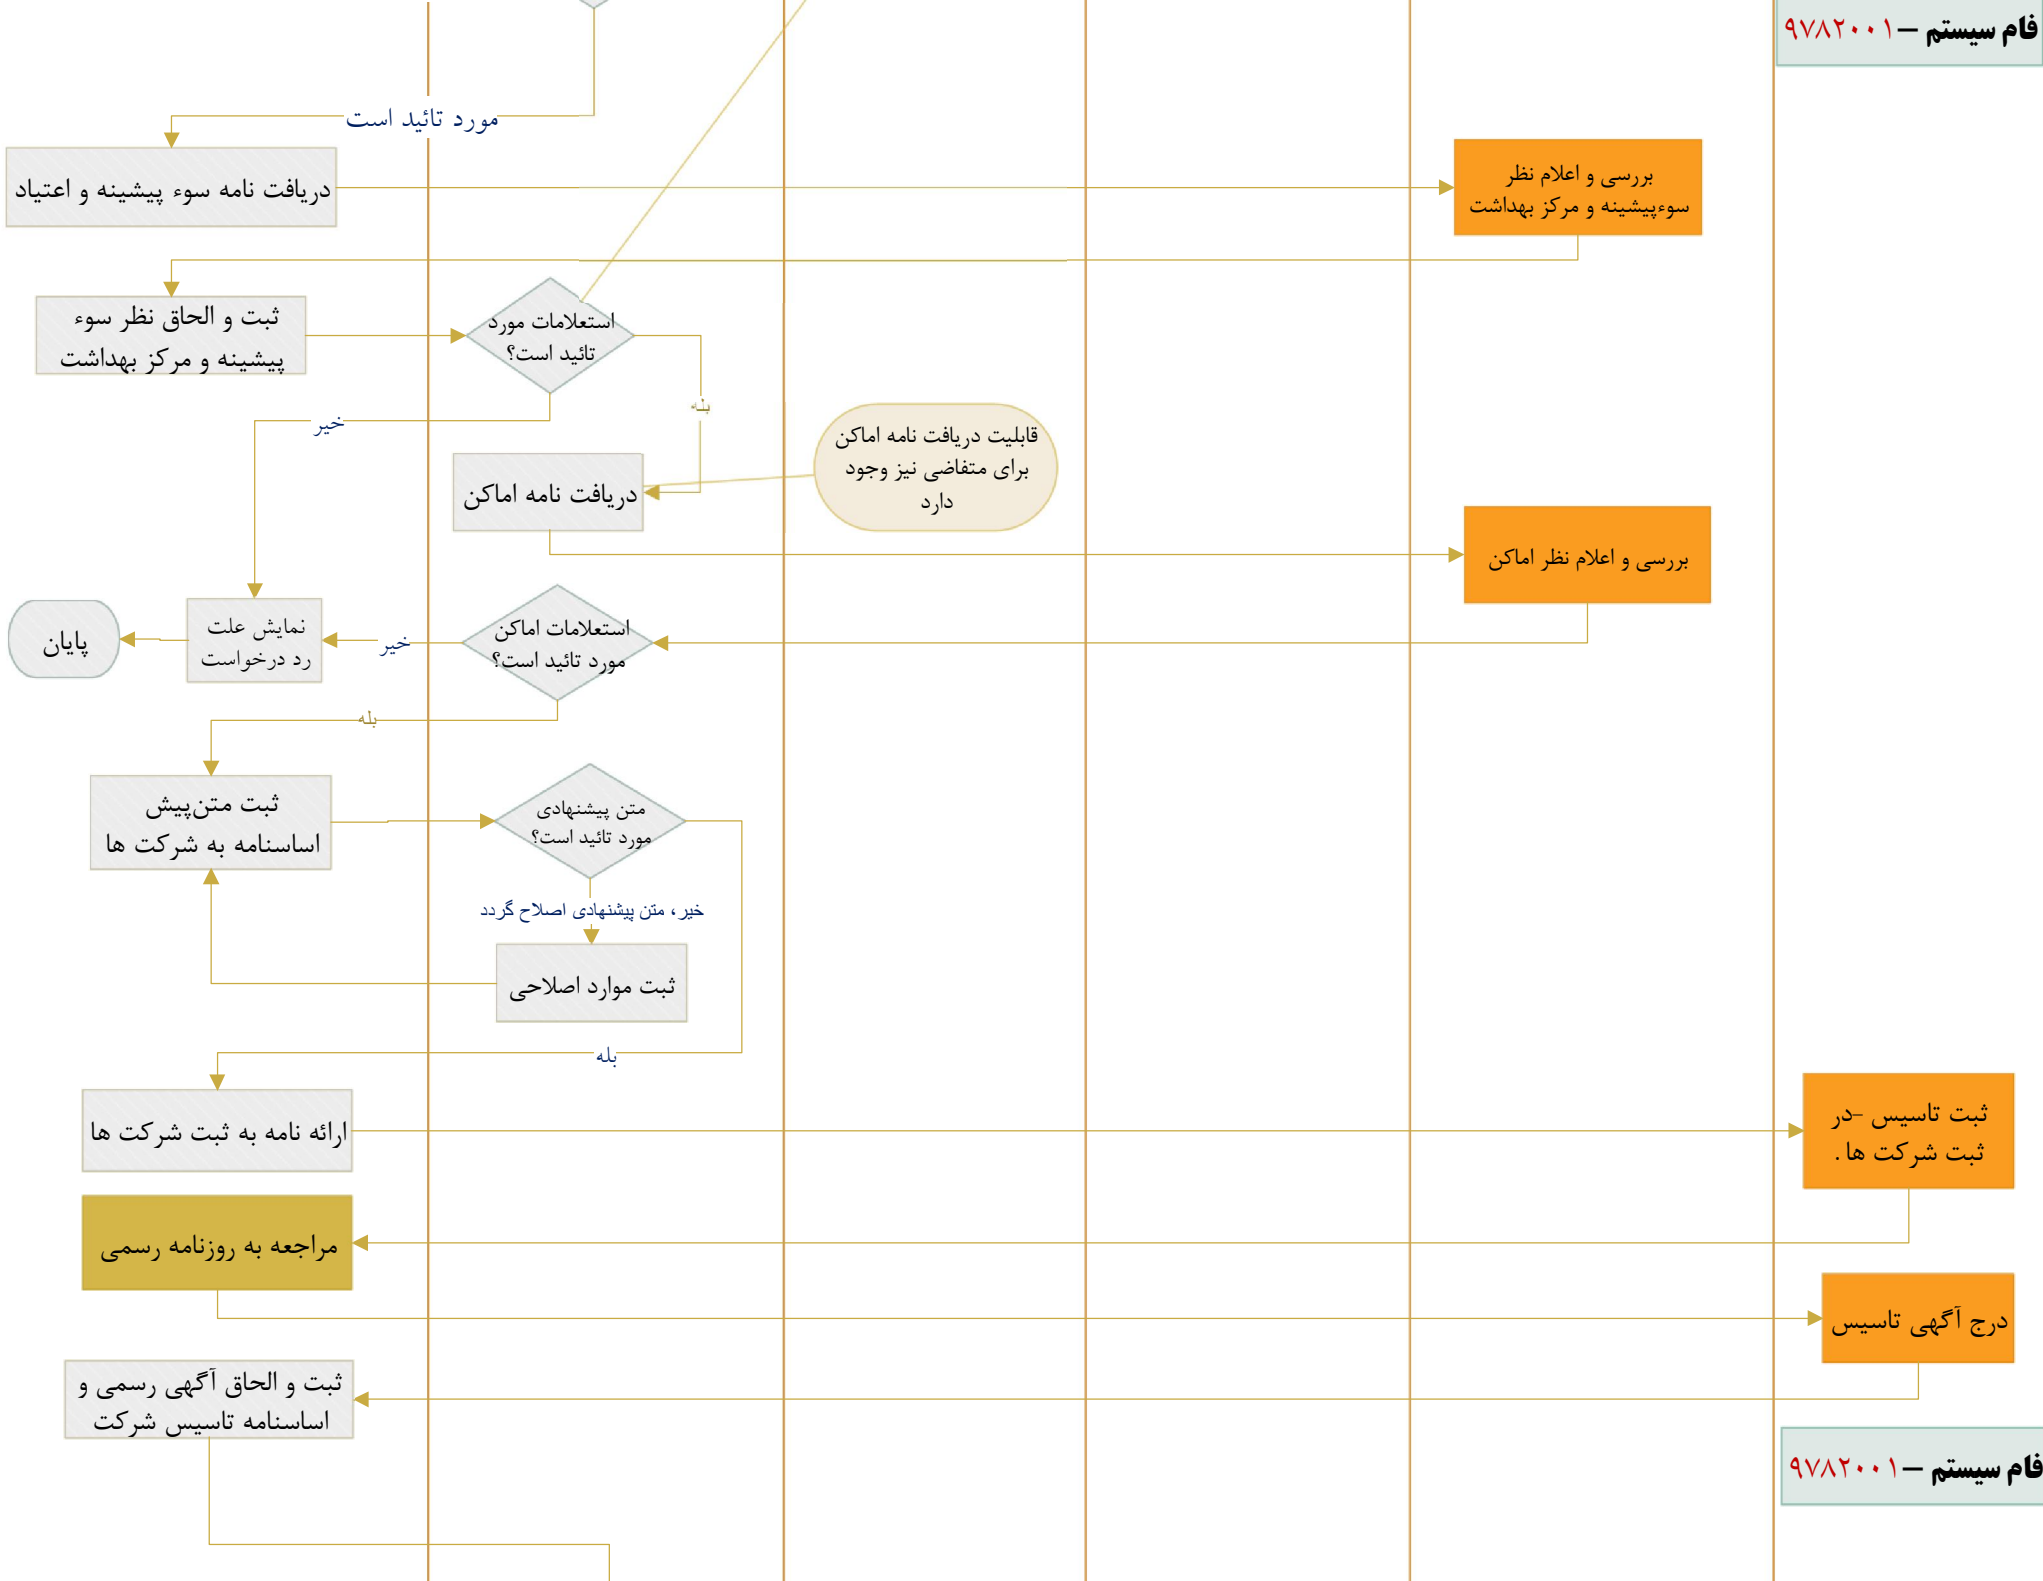 فام سیستم – ۹۷۸۲۰۰۱
مورد تائید است
دریافت نامه سوء پیشینه و اعتیاد
بررسی و اعلام نظر
سوءپیشینه و مرکز بهداشت
ثبت و الحاق نظر سوء
پیشینه و مرکز بهداشت
استعلامات مورد
تائید است؟
بله
خیر
قابلیت دریافت نامه اماکن
برای متقاضی نیز وجود
دارد
دریافت نامه اماکن
بررسی و اعلام نظر اماکن
استعلامات اماکن
مورد تائید است؟
خیر
نمایش علت
رد درخواست
پایان
بله
ثبت متن‌پیش
اساسنامه به شرکت ها
متن پیشنهادی
مورد تائید است؟
خیر، متن پیشنهادی اصلاح گردد
ثبت موارد اصلاحی
بله
ارائه نامه به ثبت شرکت ها
ثبت تاسیس -در
ثبت شرکت ها .
مراجعه به روزنامه رسمی
درج آگهی تاسیس
ثبت و الحاق آگهی رسمی و
اساسنامه تاسیس شرکت
فام سیستم – ۹۷۸۲۰۰۱